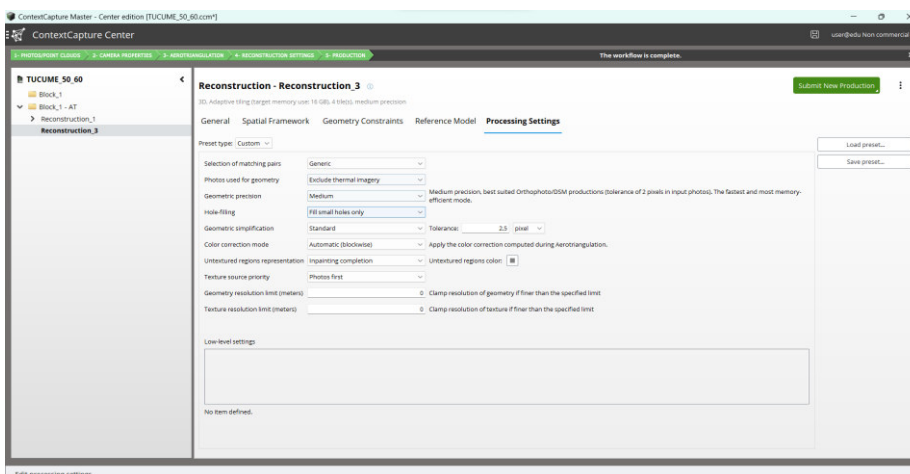 ContextCapture Master - Center edition [TUCUME_50_60.ccm*]
ContextCapture Center
user@edu Non commercial
1- PHOTOS/POINT CLOUDS 2- CAMERA PROPERTIES 3- AEROTRIANGULATION 4- RECONSTRUCTION SETTINGS 5- PRODUCTION The workflow is complete.
TUCUME_50_60
Block_1
Block_1 - AT
Reconstruction_1
Reconstruction_3
Reconstruction - Reconstruction_3
Submit New Production
3D, Adaptive tiling (target memory use: 16 GB), 4 tile(s), medium precision
General Spatial Framework Geometry Constraints Reference Model Processing Settings
Preset type: Custom
Load preset...
Save preset...
Selection of matching pairs Generic
Photos used for geometry Exclude thermal imagery
Geometric precision Medium Medium precision, best suited Orthophoto/DSM productions (tolerance of 2 pixels in input photos). The fastest and most memory-
efficient mode.
Hole-filling Fill small holes only
Geometric simplification Standard Tolerance: 2.5 pixel
Color correction mode Automatic (blockwise) Apply the color correction computed during Aerotriangulation.
Untextured regions representation Inpainting completion Untextured regions color:
Texture source priority Photos first
Geometry resolution limit (meters) 0 Clamp resolution of geometry if finer than the specified limit
Texture resolution limit (meters) 0 Clamp resolution of texture if finer than the specified limit
Low-level settings
No item defined.
Edit processing settings